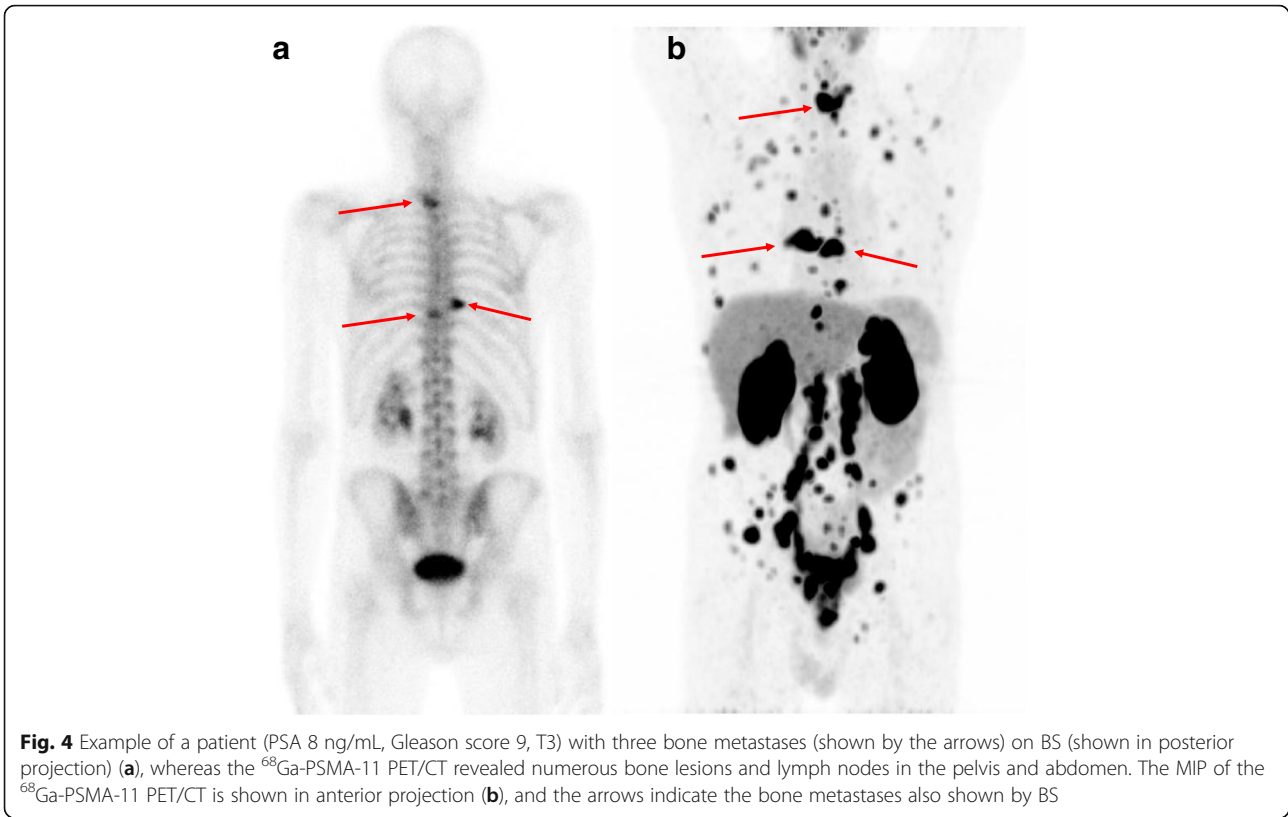 a
b
Fig. 4 Example of a patient (PSA 8 ng/mL, Gleason score 9, T3) with three bone metastases (shown by the arrows) on BS (shown in posterior
projection) (a), whereas the ⁶⁸Ga-PSMA-11 PET/CT revealed numerous bone lesions and lymph nodes in the pelvis and abdomen. The MIP of the
⁶⁸Ga-PSMA-11 PET/CT is shown in anterior projection (b), and the arrows indicate the bone metastases also shown by BS